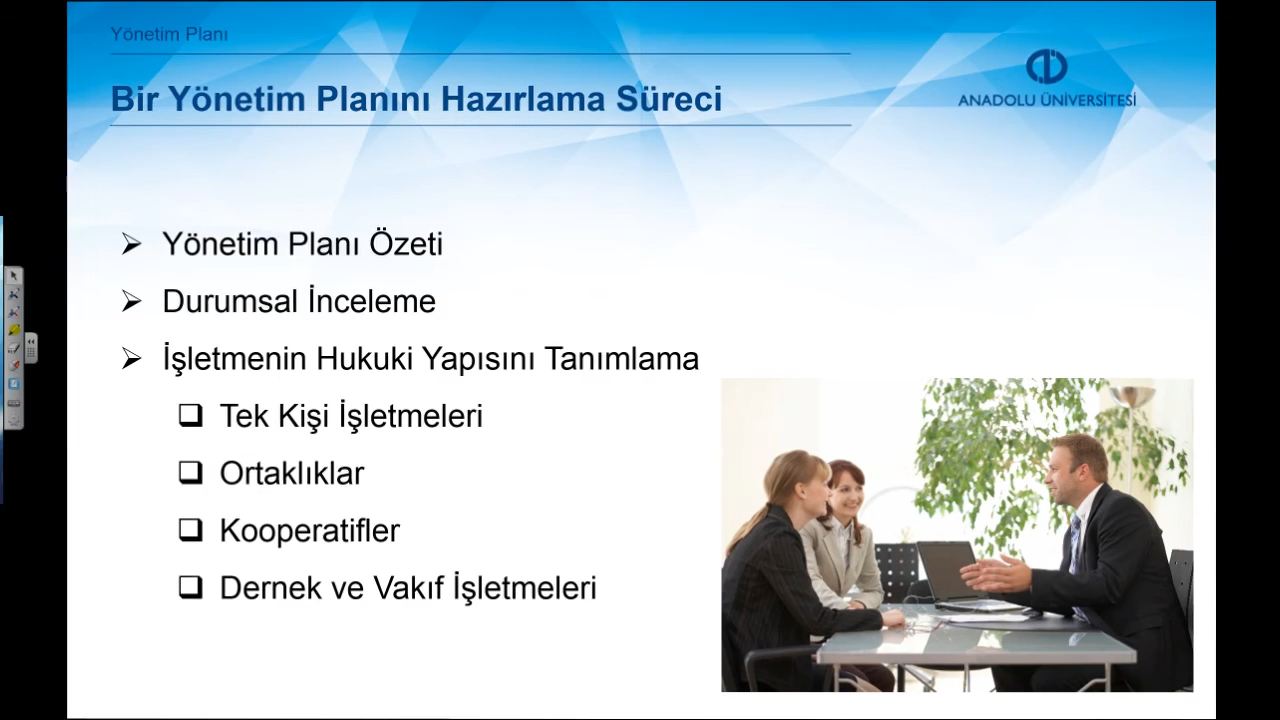 Yönetim Planı
Bir Yönetim Planını Hazırlama Süreci
ANADOLU ÜNİVERSİTESİ
Yönetim Planı Özeti
Durumsal İnceleme
İşletmenin Hukuki Yapısını Tanımlama
Tek Kişi İşletmeleri
Ortaklıklar
Kooperatifler
Dernek ve Vakıf İşletmeleri